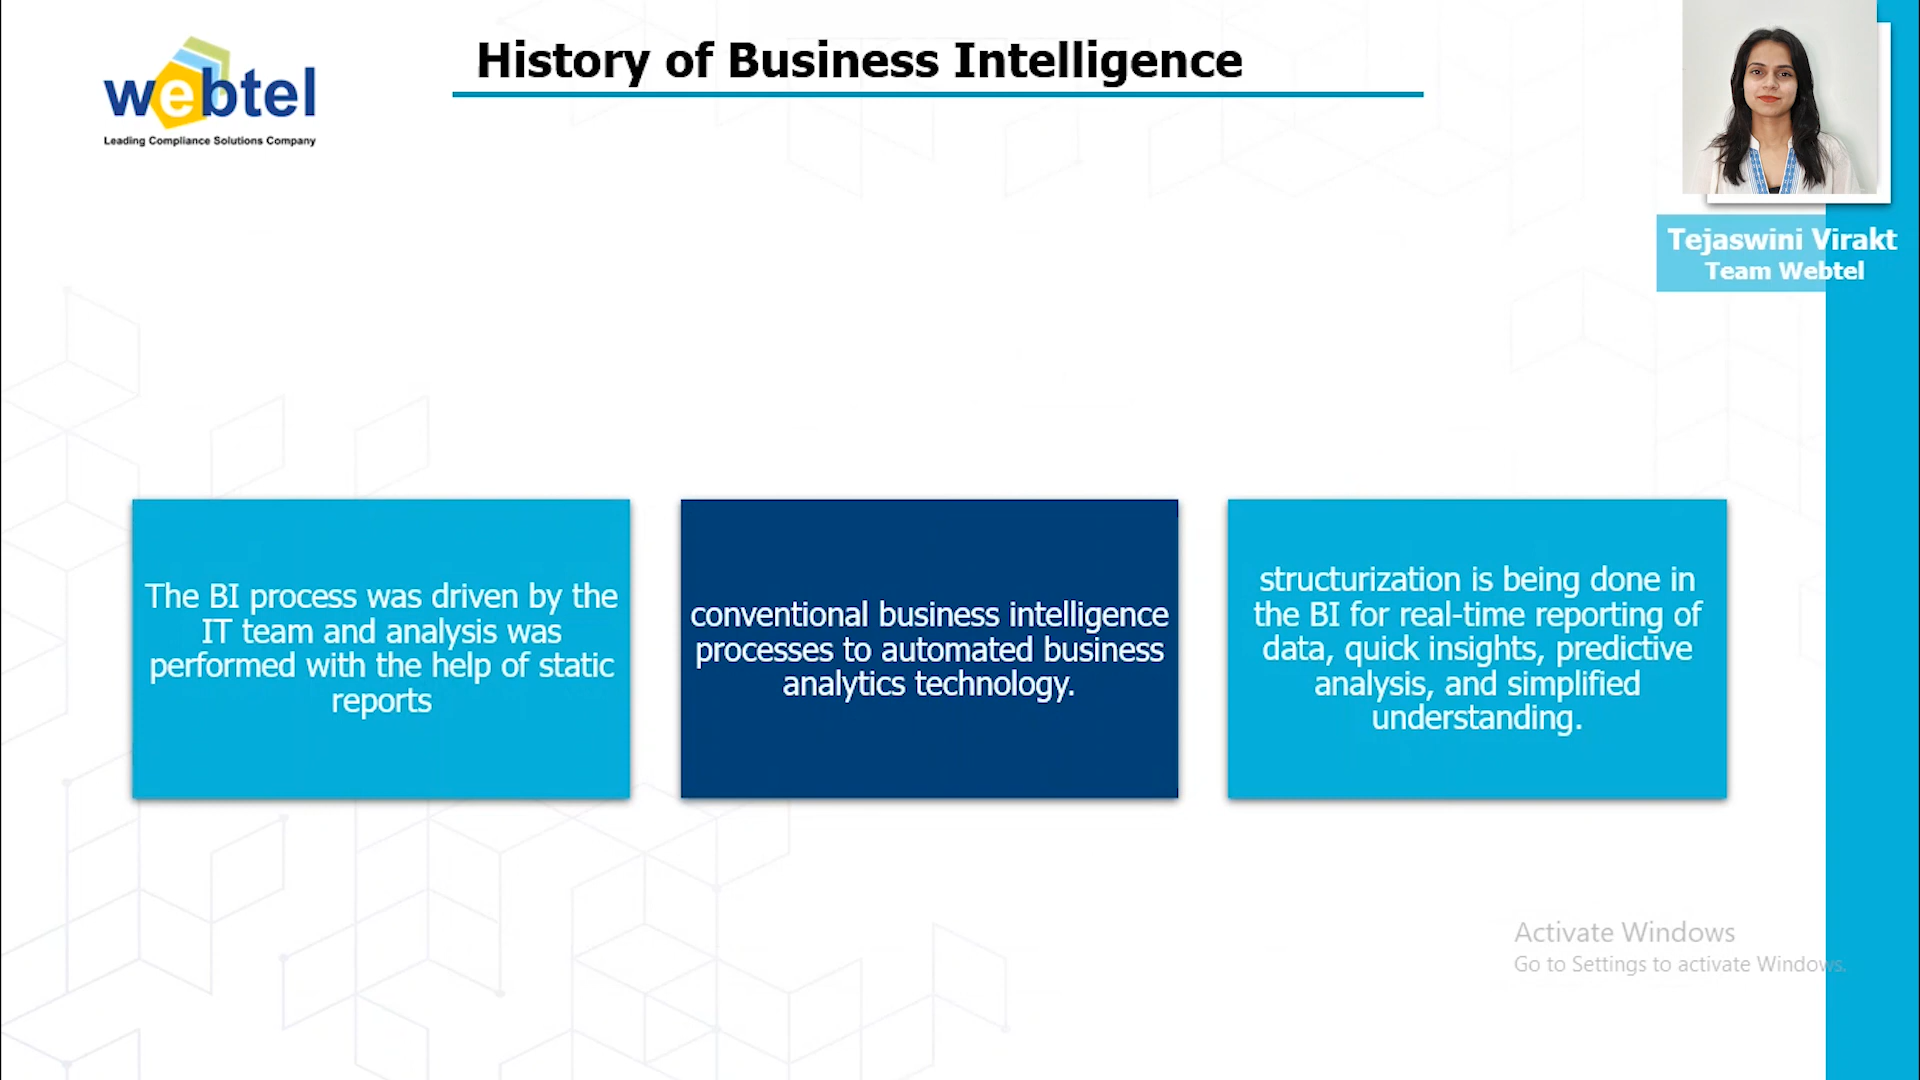 webtel
Leading Compliance Solutions Company
History of Business Intelligence
Tejaswini Virakt
Team Webtel
The BI process was driven by the
IT team and analysis was
performed with the help of static
reports
conventional business intelligence
processes to automated business
analytics technology.
structurization is being done in
the BI for real-time reporting of
data, quick insights, predictive
analysis, and simplified
understanding.
Activate Windows
Go to Settings to activate Windows.